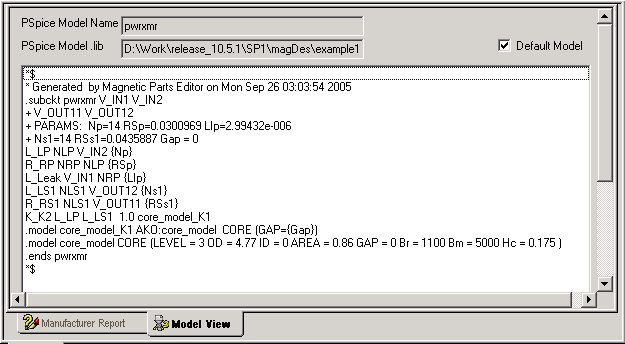 PSpice Model Name pwrxmr
PSpice Model .lib D:\Work\release_10.5.1\SP1\magDes\example1
Default Model
*$
* Generated by Magnetic Parts Editor on Mon Sep 26 03:03:54 2005
.subckt pwrxmr V_IN1 V_IN2
+ V_OUT11 V_OUT12
+ PARAMS: Np=14 RSp=0.0300969 Llp=2.99432e-006
+ Ns1=14 RSs1=0.0435887 Gap = 0
L_LP NLP V_IN2 {Np}
R_RP NRP NLP {RSp}
L_Leak V_IN1 NRP {Llp}
L_LS1 NLS1 V_OUT12 {Ns1}
R_RS1 NLS1 V_OUT11 {RSs1}
K_K2 L_LP L_LS1 1.0 core_model_K1
.model core_model_K1 AKO:core_model CORE (GAP={Gap})
.model core_model CORE (LEVEL = 3 OD = 4.77 ID = 0 AREA = 0.86 GAP = 0 Br = 1100 Bm = 5000 Hc = 0.175 )
.ends pwrxmr
*$
Manufacturer Report
Model View